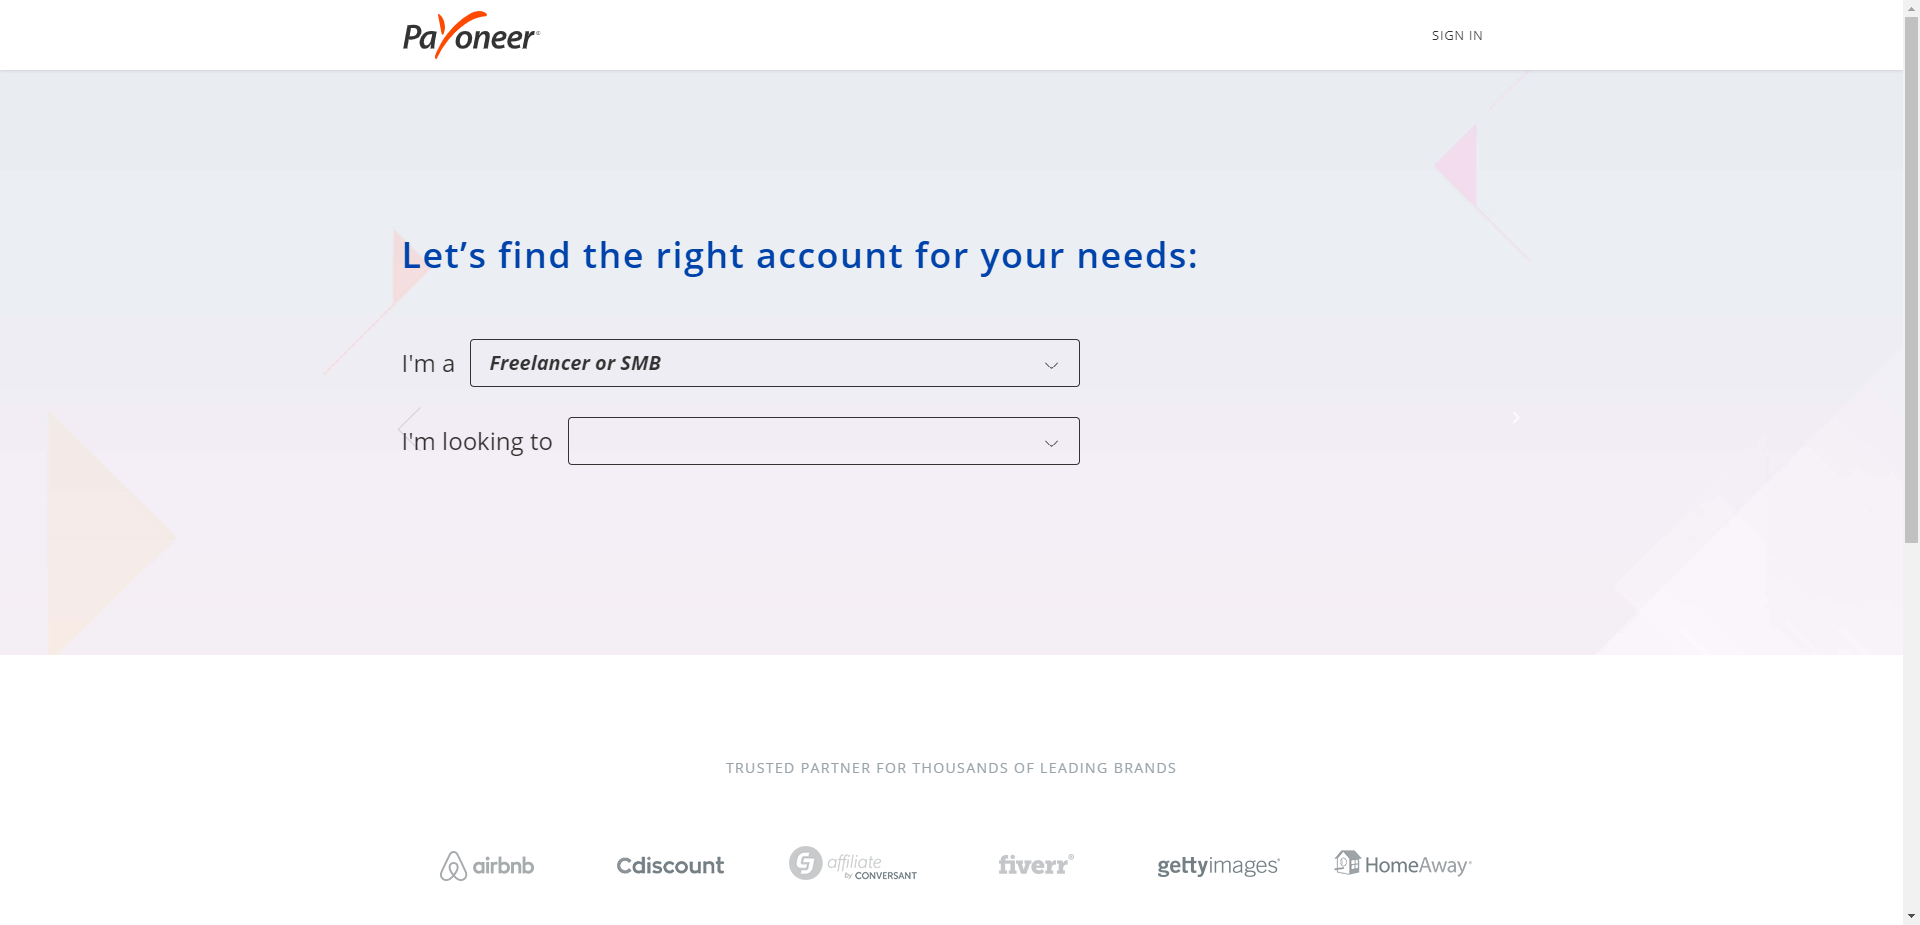 Payoneer
SIGN IN
Let’s find the right account for your needs:
I'm a Freelancer or SMB
I'm looking to
TRUSTED PARTNER FOR THOUSANDS OF LEADING BRANDS
airbnb Cdiscount affiliate by CONVERSANT fiverr® gettyimages® HomeAway®